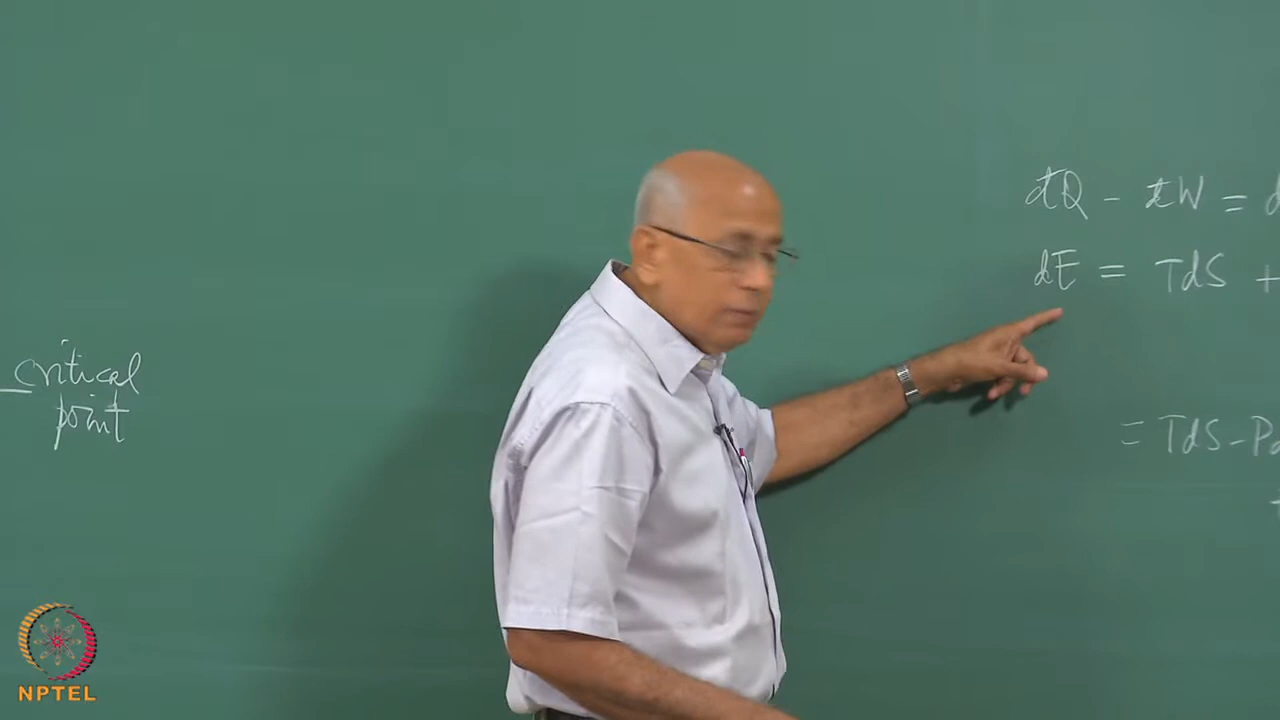 critical
point
đQ - đW = d
dE = TdS +
= TdS - Pd
NPTEL